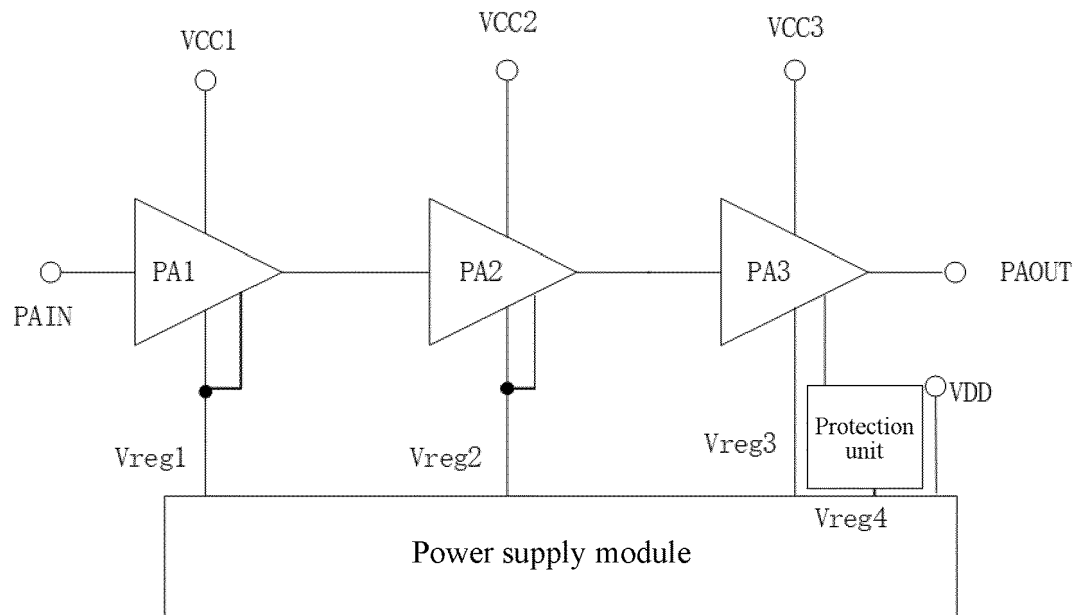 VCC1
VCC2
VCC3
PA1
PA2
PA3
PAIN
PAOUT
VDD
Protection
unit
Vreg1
Vreg2
Vreg3
Vreg4
Power supply module